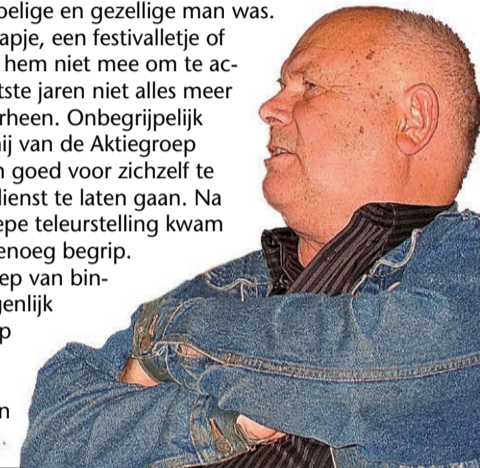 oelige en gezellige man was.
apje, een festivalletje of
hem niet mee om te ac-
tste jaren niet alles meer
rheen. Onbegrijpelijk
ij van de Aktiegroep
n goed voor zichzelf te
dienst te laten gaan. Na
epe teleurstelling kwam
enoeg begrip.
ep van bin-
genlijk
p
n